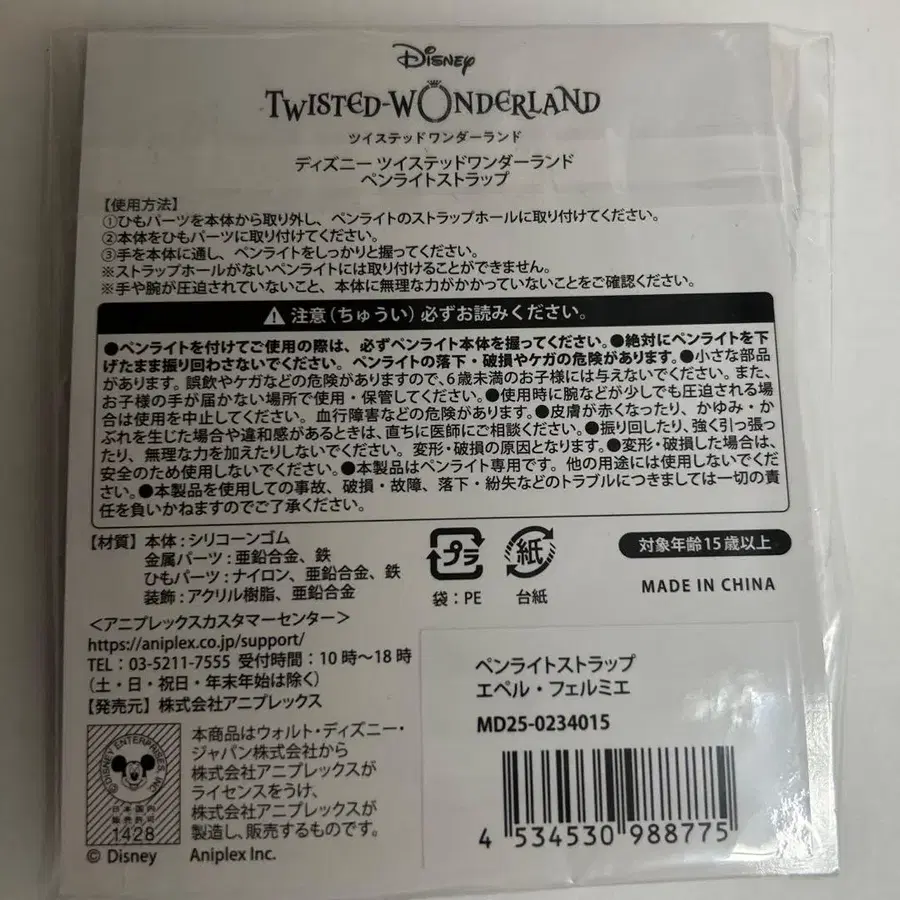 Disney
TWISTED-WONDERLAND
ツイステッドワンダーランド
ディズニー ツイステッドワンダーランド
ペンライトストラップ
【使用方法】
①ひもパーツを本体から取り外し、ペンライトのストラップホールに取り付けてください。
②本体をひもパーツに取り付けてください。
③手を本体に通し、ペンライトをしっかりと握ってください。
※ストラップホールがないペンライトには取り付けることができません。
※手や腕が圧迫されていないこと、本体に無理な力がかかっていないことをご確認ください。
⚠ 注意(ちゅうい)必ずお読みください。
●ペンライトを付けてご使用の際は、必ずペンライト本体を握ってください。●絶対にペンライトを下
げたまま振り回わさないでください。ペンライトの落下・破損やケガの危険があります。●小さな部品
があります。誤飲やケガなどの危険がありますので、6歳未満のお子様には与えないでください。また、
お子様の手が届かない場所で使用・保管してください。●使用時に腕などが少しでも圧迫される場
合は使用を中止してください。血行障害などの危険があります。●皮膚が赤くなったり、かゆみ・か
ぶれを生じた場合や違和感があるときは、直ちに医師にご相談ください。●振り回したり、強く引っ張っ
たり、無理な力を加えたりしないでください。変形・破損の原因となります。●変形・破損した場合は、
安全のため使用しないでください。●本製品はペンライト専用です。他の用途には使用しないでくだ
さい。●本製品を使用しての事故、破損・故障、落下・紛失などのトラブルにつきましては一切の責
任を負いかねますのでご了承ください。
【材質】本体:シリコーンゴム
金属パーツ:亜鉛合金、鉄
ひもパーツ:ナイロン、亜鉛合金、鉄
装飾:アクリル樹脂、亜鉛合金
プラ
袋:PE
紙
台紙
対象年齢15歳以上
MADE IN CHINA
<アニプレックスカスタマーセンター>
https://aniplex.co.jp/support/
TEL:03-5211-7555 受付時間:10時〜18時
(土・日・祝日・年末年始は除く)
【発売元】株式会社アニプレックス
©DISNEY ENTERPRISES, INC.
日本国内
販売許可
1428
© Disney
本商品はウォルト・ディズニー・
ジャパン株式会社から
株式会社アニプレックスが
ライセンスをうけ、
株式会社アニプレックスが
製造し、販売するものです。
Aniplex Inc.
ペンライトストラップ
エペル・フェルミエ
MD25-0234015
4 534530 988775